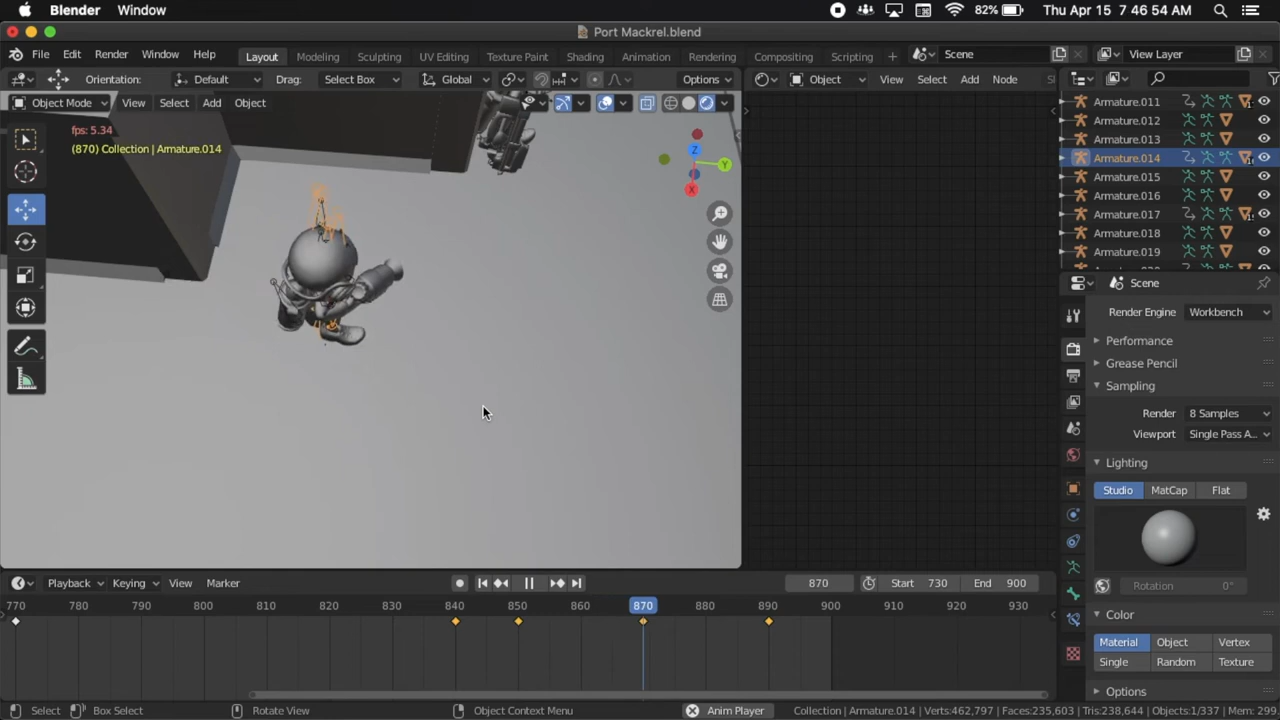 Blender Window 82% Thu Apr 15 7 46 54 AM
Port Mackrel.blend
File Edit Render Window Help Layout Modeling Sculpting UV Editing Texture Paint Shading Animation Rendering Compositing Scripting + Scene View Layer
Orientation: Default Drag: Select Box Global Options Object View Select Add Node
Object Mode View Select Add Object
fps: 5.34
(870) Collection | Armature.014
Z
Y
X
Armature.011
Armature.012
Armature.013
Armature.014
Armature.015
Armature.016
Armature.017
Armature.018
Armature.019
Scene
Render Engine Workbench
Performance
Grease Pencil
Sampling
Render 8 Samples
Viewport Single Pass A...
Lighting
Studio MatCap Flat
Rotation 0°
Color
Material Object Vertex
Single Random Texture
Options
Playback Keying View Marker 870 Start 730 End 900
770 780 790 800 810 820 830 840 850 860 870 880 890 900 910 920 930
Select Box Select Rotate View Object Context Menu Anim Player Collection | Armature.014 | Verts:462,797 | Faces:235,603 | Tris:238,644 | Objects:1/337 | Mem: 299.